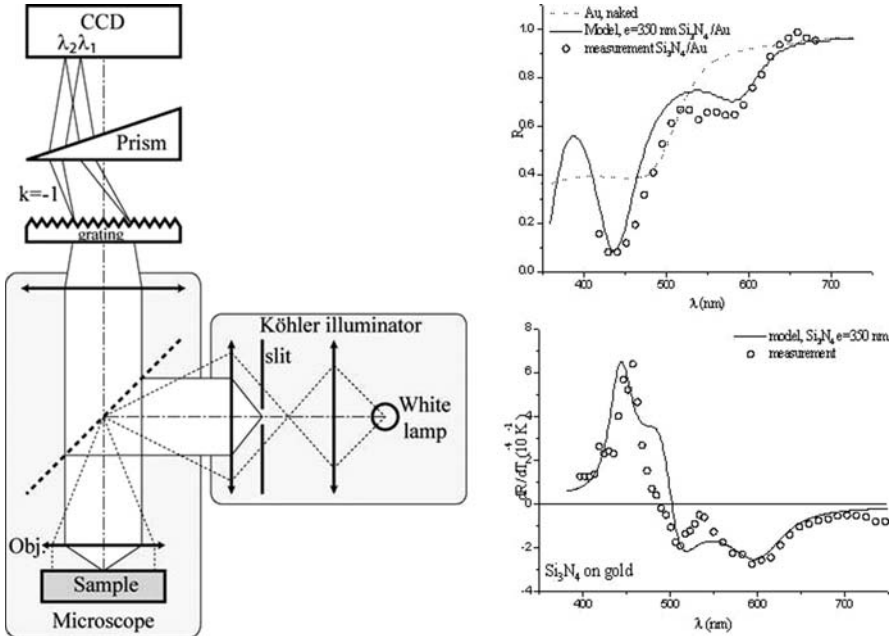 CCD
λ₂λ₁
Prism
k=-1
grating
Köhler illuminator
slit
White
lamp
Obj.
Sample
Microscope
Au, naked
Model, e=350 nm Si₃N₄/Au
measurement Si₃N₄/Au
R
1.0
0.8
0.6
0.4
0.2
0.0
400
500
600
700
λ (nm)
model, Si₃N₄ e=350 nm
measurement
dR/dT (10⁻⁴ K⁻¹)
8
6
4
2
0
-2
-4
Si₃N₄ on gold
400
500
600
700
λ (nm)